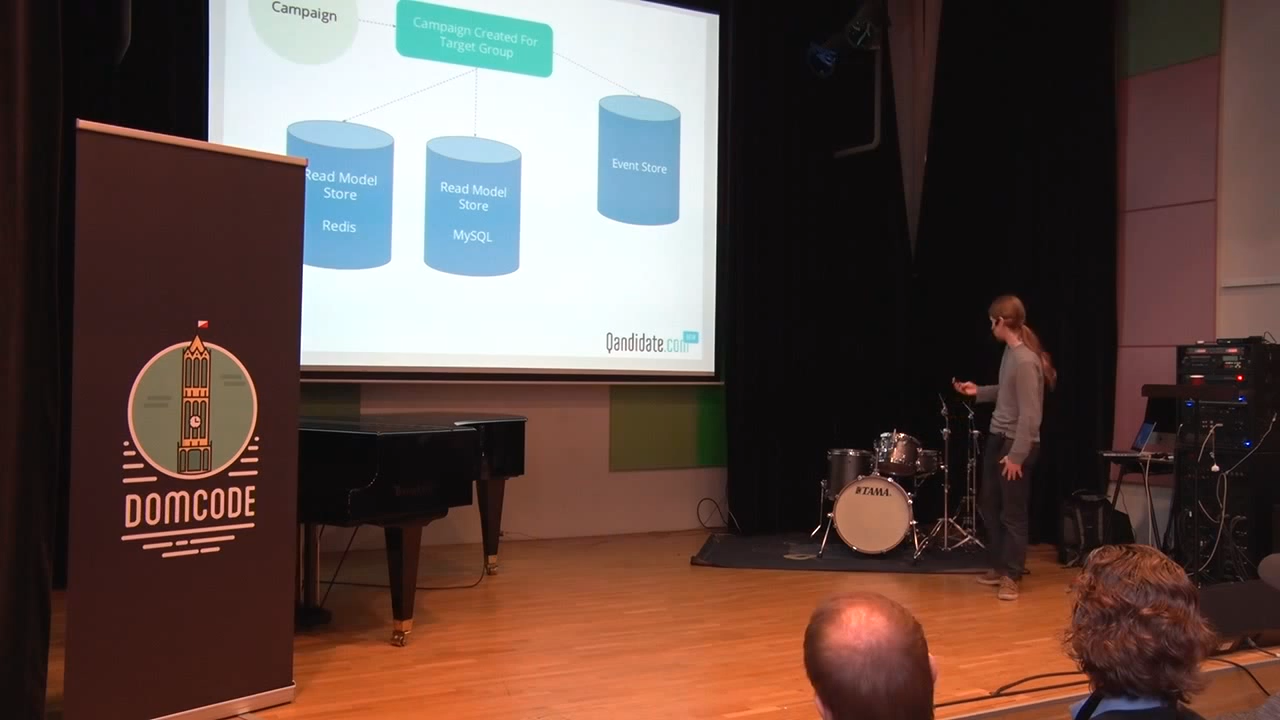 Campaign
Campaign Created For
Target Group
Read Model
Store
Redis
Read Model
Store
MySQL
Event Store
Qandidate.com
DOMCODE
TAMA